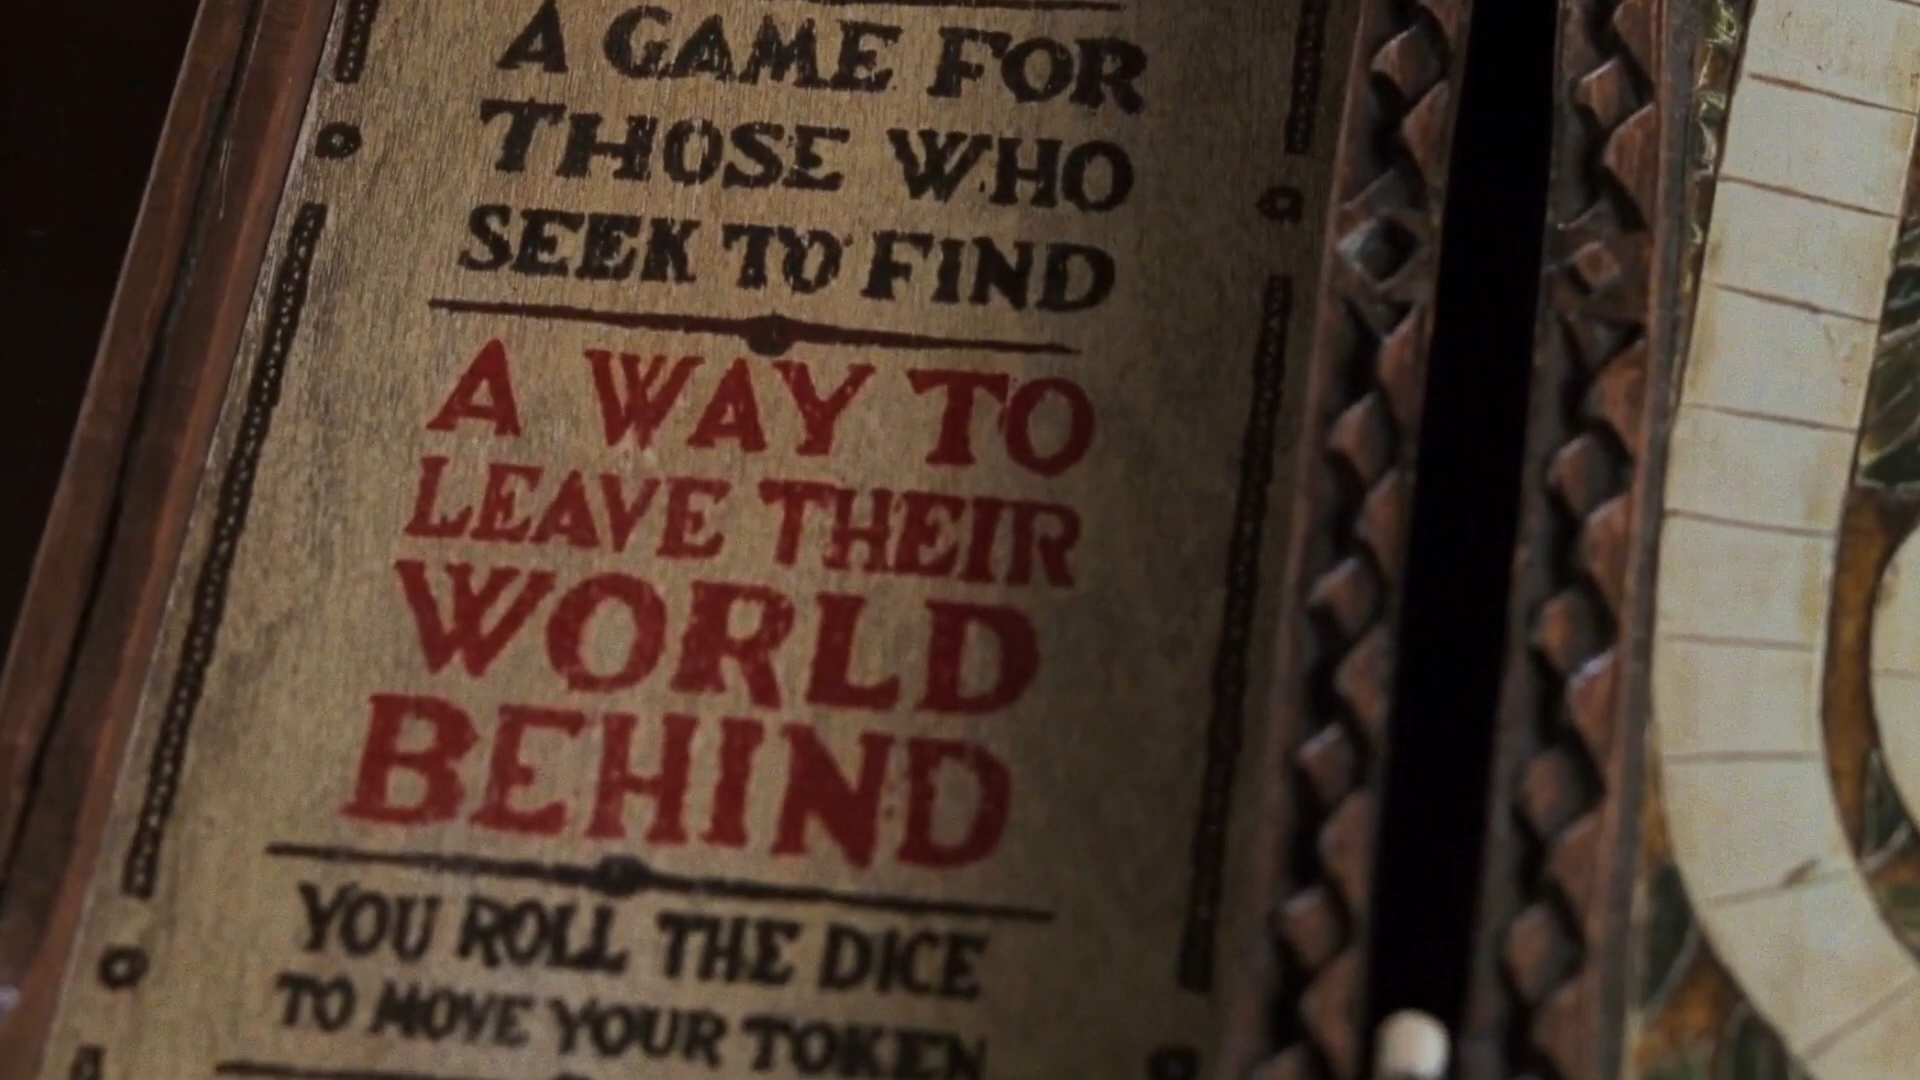 A GAME FOR
THOSE WHO
SEEK TO FIND
A WAY TO
LEAVE THEIR
WORLD
BEHIND
YOU ROLL THE DICE
TO MOVE YOUR TOKEN